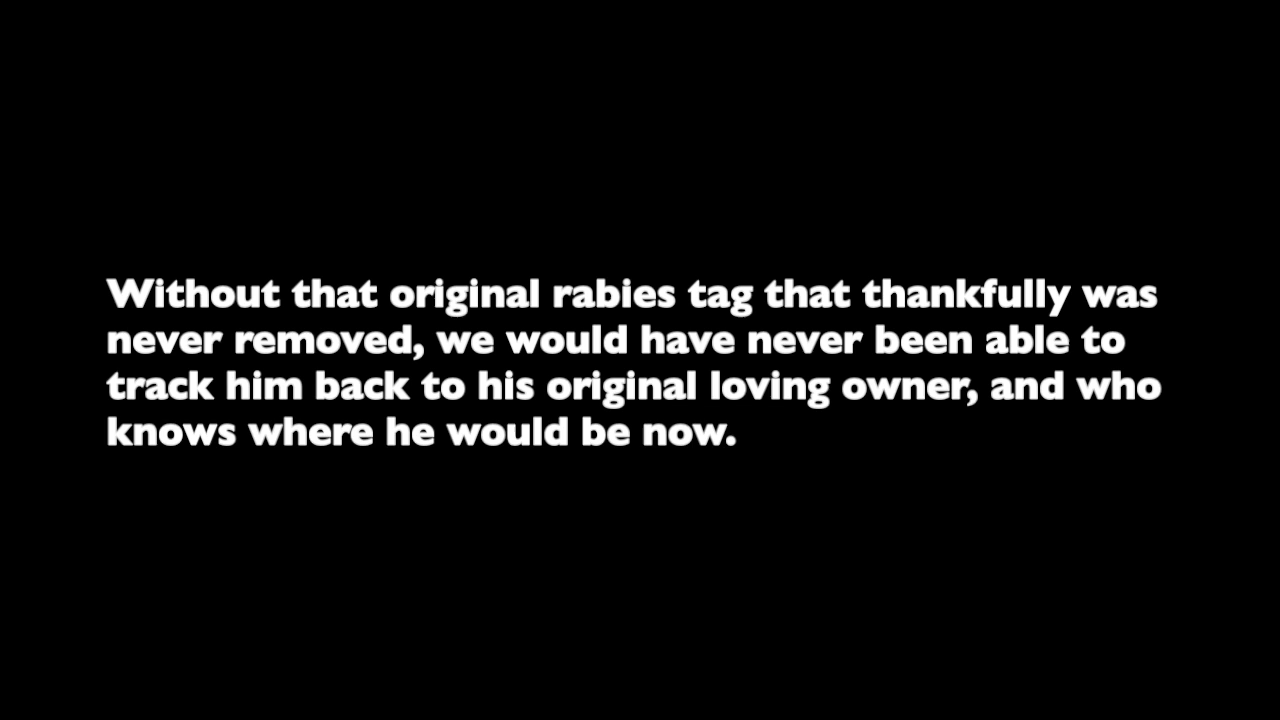 Without that original rabies tag that thankfully was
never removed, we would have never been able to
track him back to his original loving owner, and who
knows where he would be now.